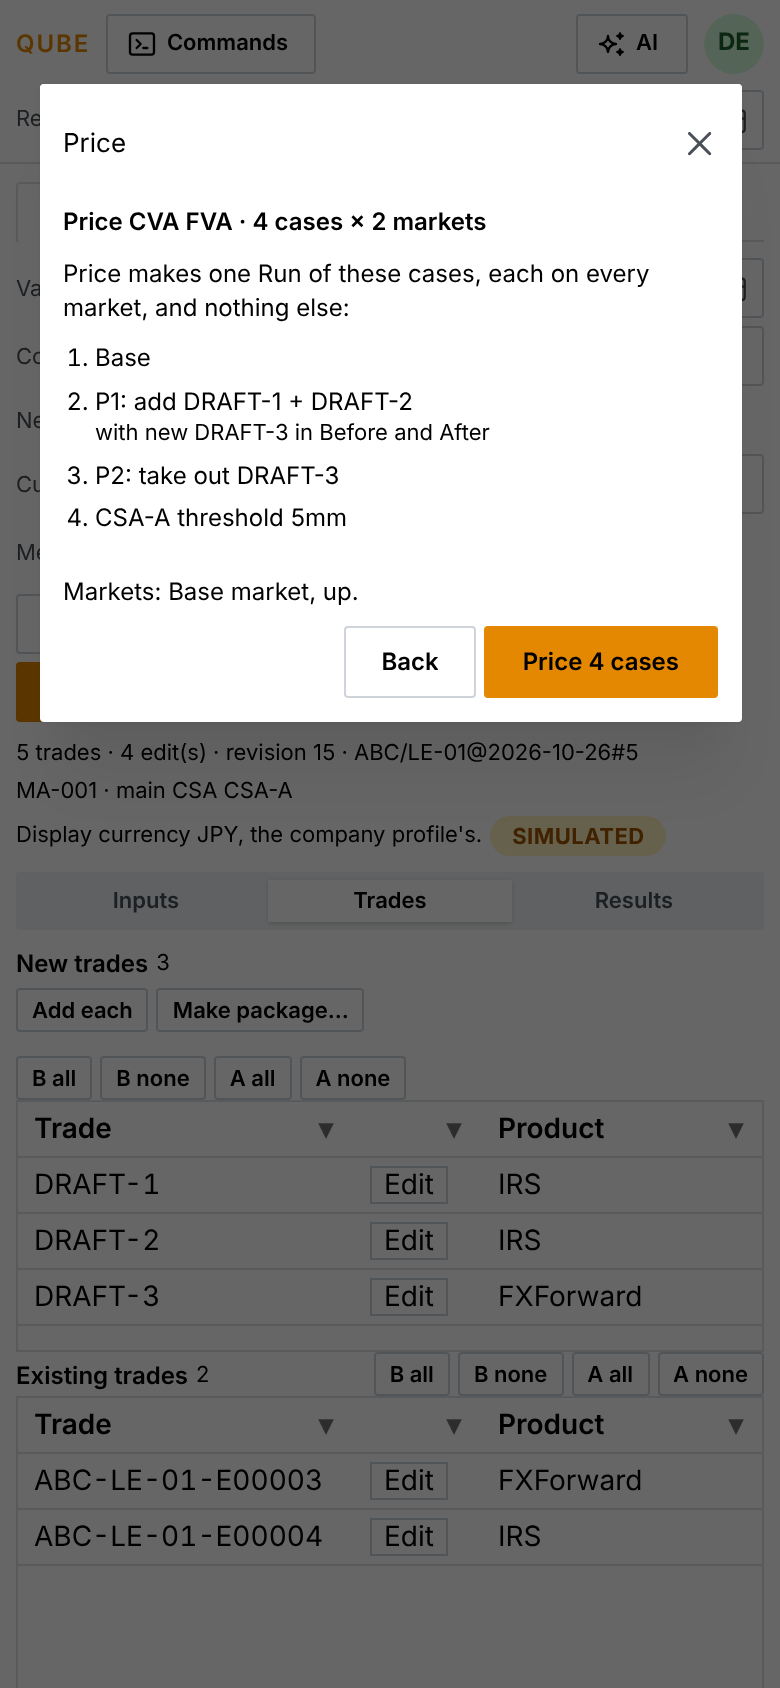 QUBE
Commands
AI
DE
Re
Price
Price CVA FVA · 4 cases × 2 markets
Price makes one Run of these cases, each on every
market, and nothing else:
1. Base
2. P1: add DRAFT-1 + DRAFT-2
with new DRAFT-3 in Before and After
3. P2: take out DRAFT-3
4. CSA-A threshold 5mm
Markets: Base market, up.
Back
Price 4 cases
Va
Co
Ne
Cu
Me
5 trades · 4 edit(s) · revision 15 · ABC/LE-01@2026-10-26#5
MA-001 · main CSA CSA-A
Display currency JPY, the company profile's. SIMULATED
Inputs Trades Results
New trades 3
Add each Make package...
B all B none A all A none
Trade ▼ ▼ Product ▼
DRAFT-1 Edit IRS
DRAFT-2 Edit IRS
DRAFT-3 Edit FXForward
Existing trades 2 B all B none A all A none
Trade ▼ ▼ Product ▼
ABC-LE-01-E00003 Edit FXForward
ABC-LE-01-E00004 Edit IRS